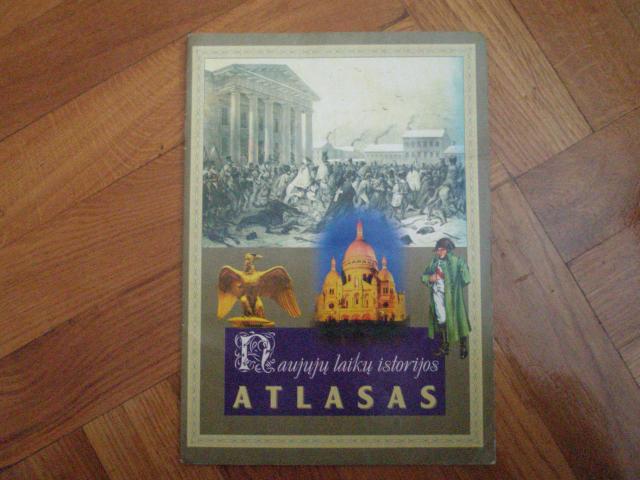 Naujųjų laikų istorijos
ATLASAS